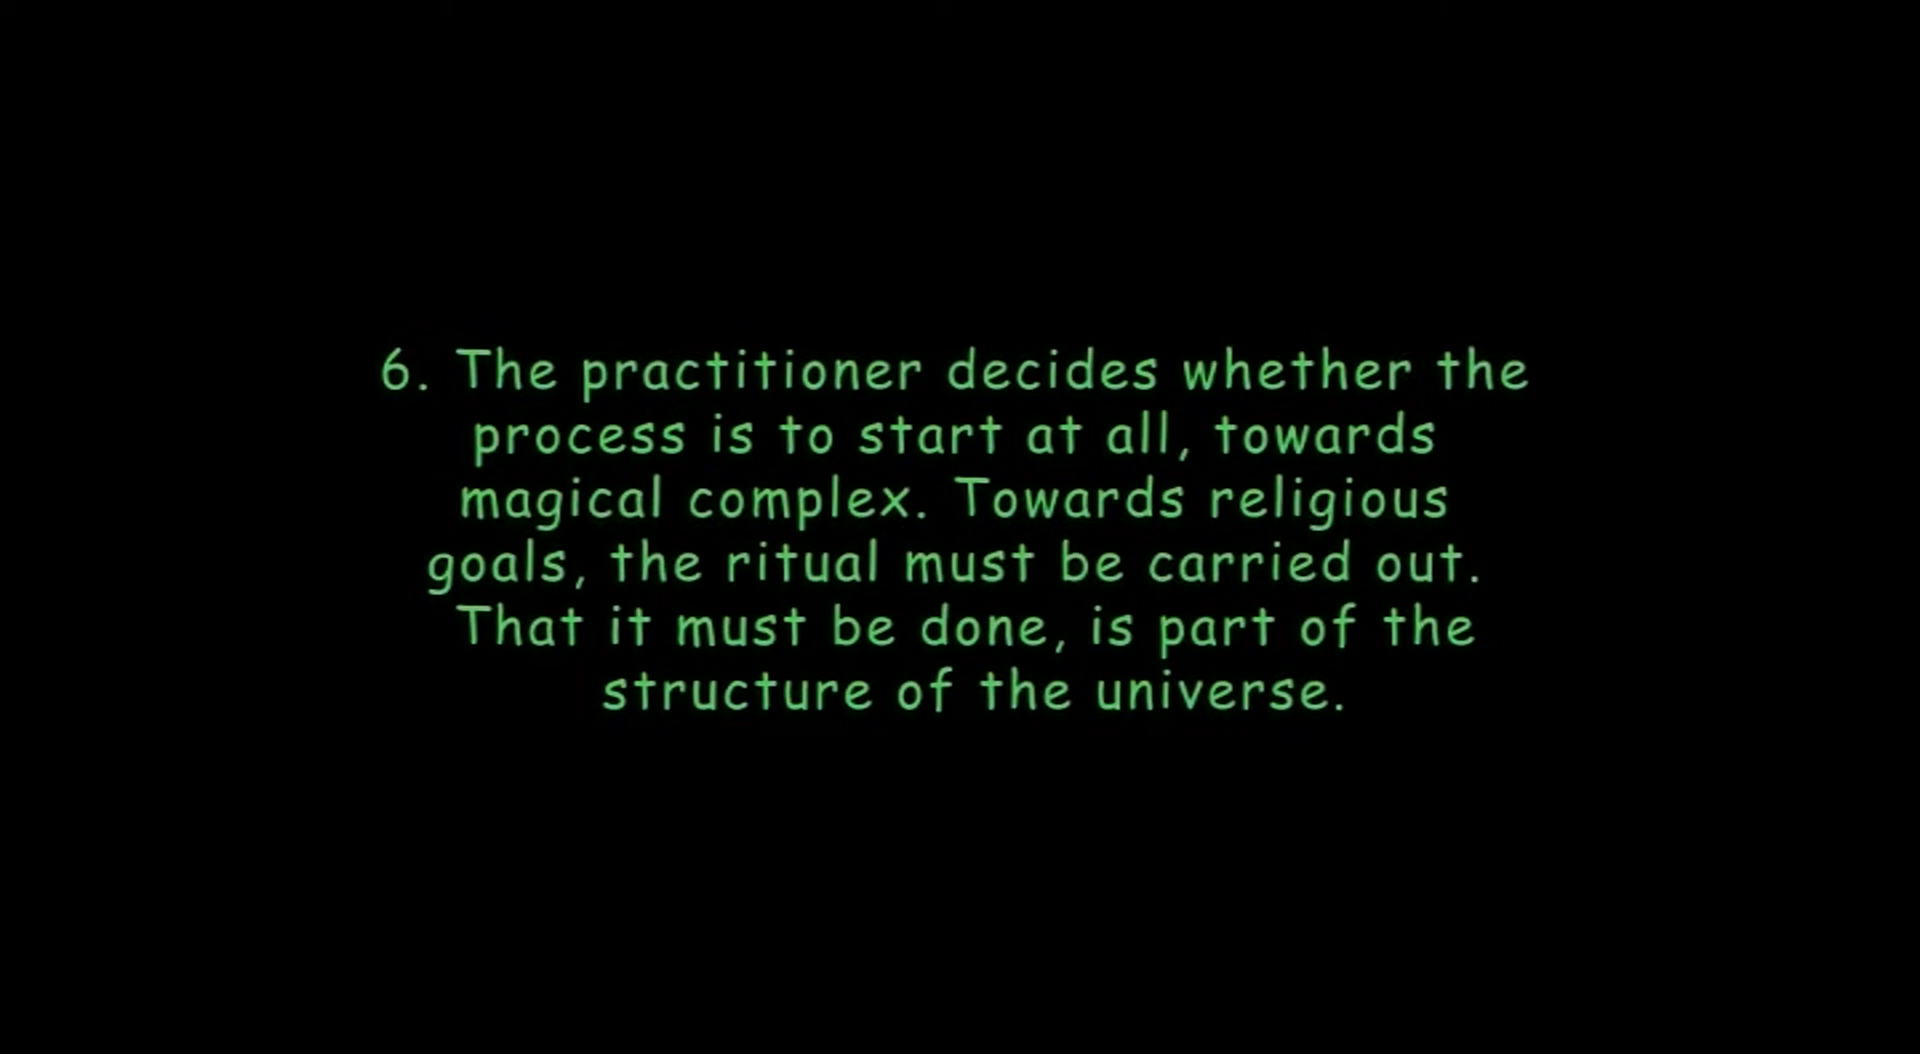 6. The practitioner decides whether the
process is to start at all, towards
magical complex. Towards religious
goals, the ritual must be carried out.
That it must be done, is part of the
structure of the universe.